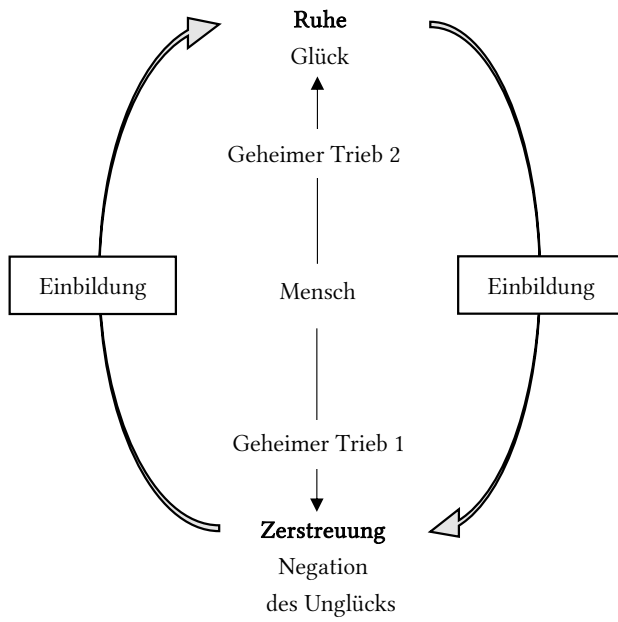 Ruhe
Glück
Geheimer Trieb 2
Einbildung
Mensch
Einbildung
Geheimer Trieb 1
Zerstreuung
Negation
des Unglücks